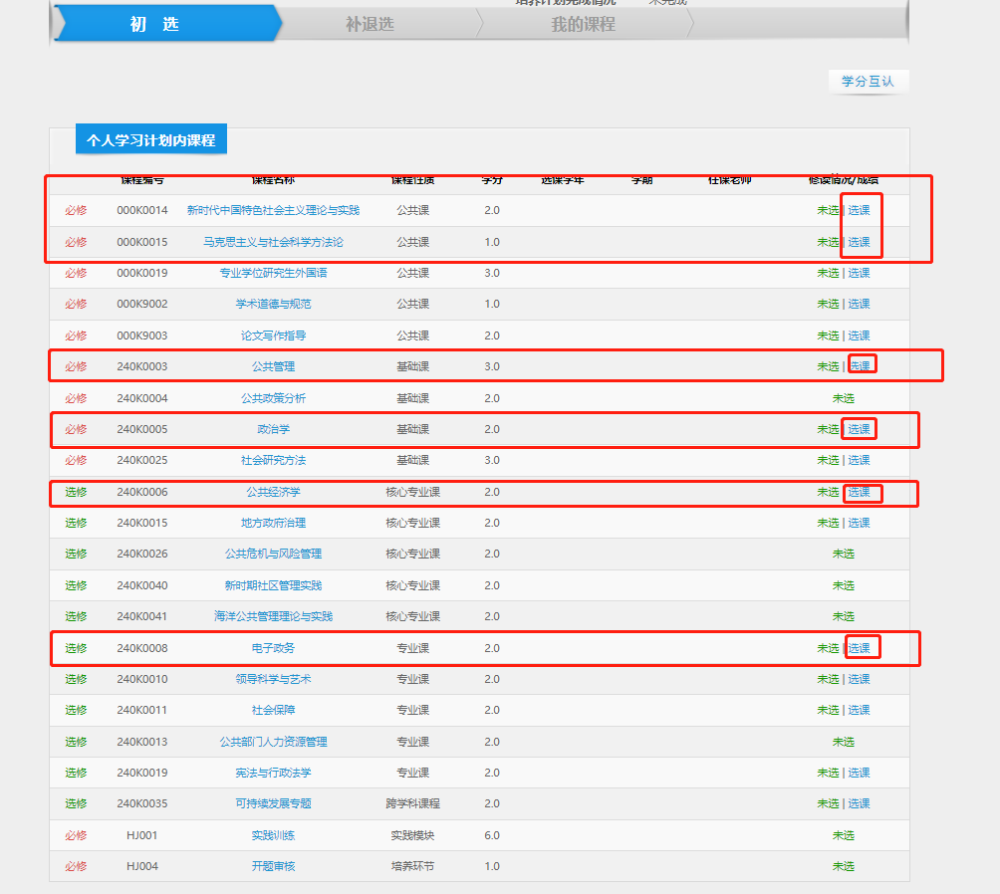 培养计划完成情况 未完成
初 选 补退选 我的课程
学分互认
个人学习计划内课程
课程编号 课程名称 课程性质 学分 选课学年 学期 任课老师 修读情况/成绩
必修 000K0014 新时代中国特色社会主义理论与实践 公共课 2.0 未选 | 选课
必修 000K0015 马克思主义与社会科学方法论 公共课 1.0 未选 | 选课
必修 000K0019 专业学位研究生外国语 公共课 3.0 未选 | 选课
必修 000K9002 学术道德与规范 公共课 1.0 未选 | 选课
必修 000K9003 论文写作指导 公共课 2.0 未选 | 选课
必修 240K0003 公共管理 基础课 3.0 未选 | 选课
必修 240K0004 公共政策分析 基础课 2.0 未选
必修 240K0005 政治学 基础课 2.0 未选 | 选课
必修 240K0025 社会研究方法 基础课 3.0 未选 | 选课
选修 240K0006 公共经济学 核心专业课 2.0 未选 | 选课
选修 240K0015 地方政府治理 核心专业课 2.0 未选 | 选课
选修 240K0026 公共危机与风险管理 核心专业课 2.0 未选
选修 240K0040 新时期社区管理实践 核心专业课 2.0 未选
选修 240K0041 海洋公共管理理论与实践 核心专业课 2.0 未选
选修 240K0008 电子政务 专业课 2.0 未选 | 选课
选修 240K0010 领导科学与艺术 专业课 2.0 未选 | 选课
选修 240K0011 社会保障 专业课 2.0 未选 | 选课
选修 240K0013 公共部门人力资源管理 专业课 2.0 未选
选修 240K0019 宪法与行政法学 专业课 2.0 未选 | 选课
选修 240K0035 可持续发展专题 跨学科课程 2.0 未选 | 选课
必修 HJ001 实践训练 实践模块 6.0 未选
必修 HJ004 开题审核 培养环节 1.0 未选